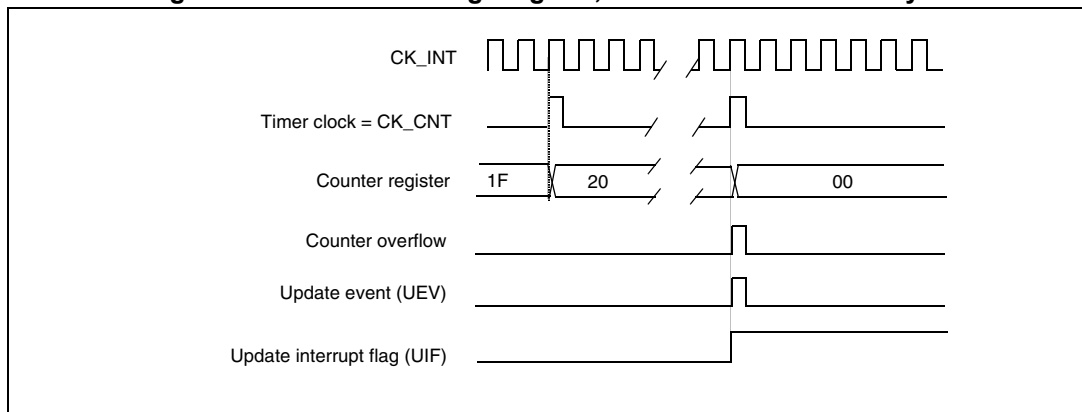 CK_INT
Timer clock = CK_CNT
Counter register 1F 20 00
Counter overflow
Update event (UEV)
Update interrupt flag (UIF)